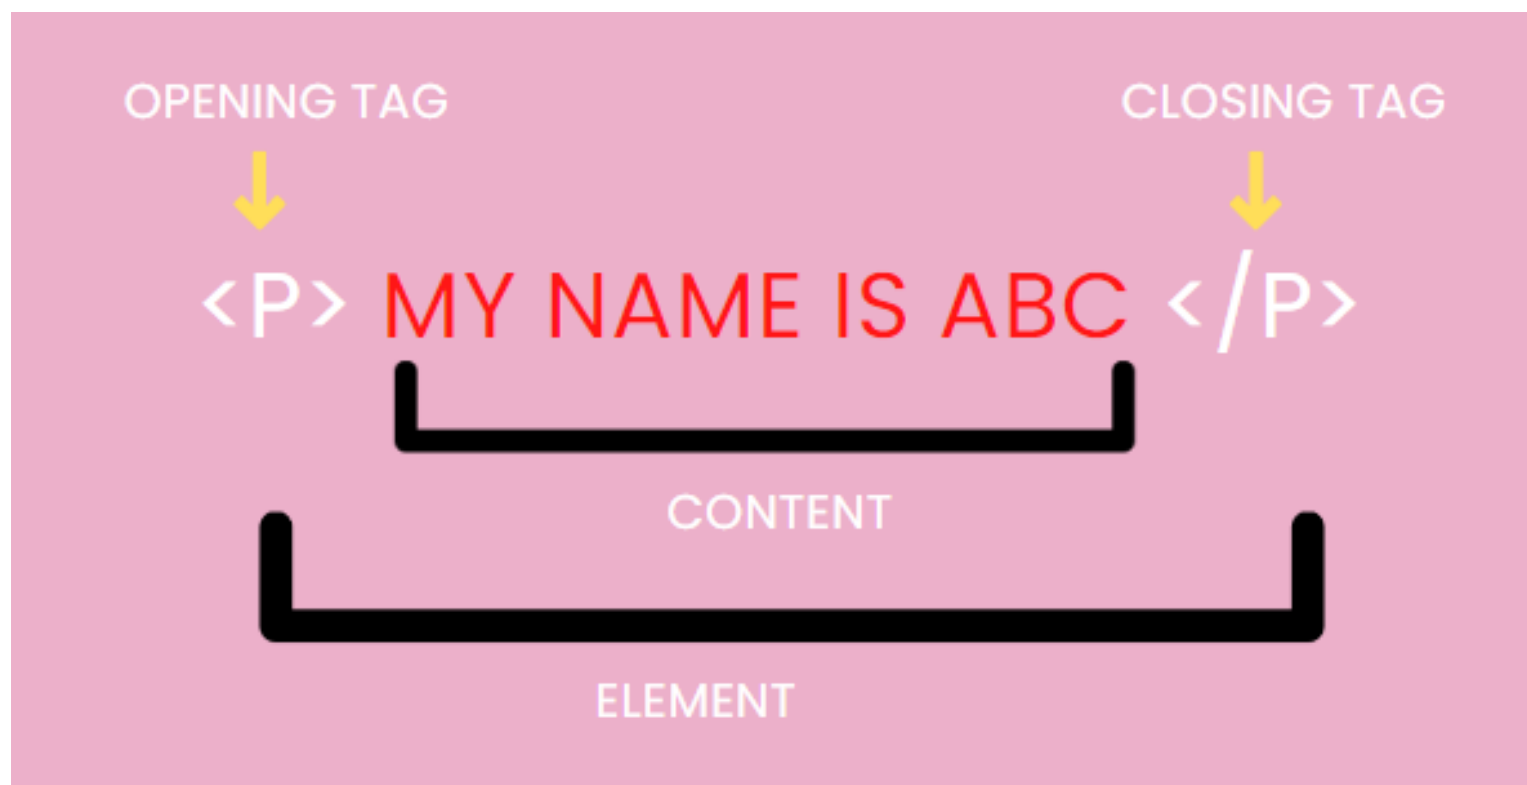 OPENING TAG
CLOSING TAG
<P> MY NAME IS ABC </P>
CONTENT
ELEMENT